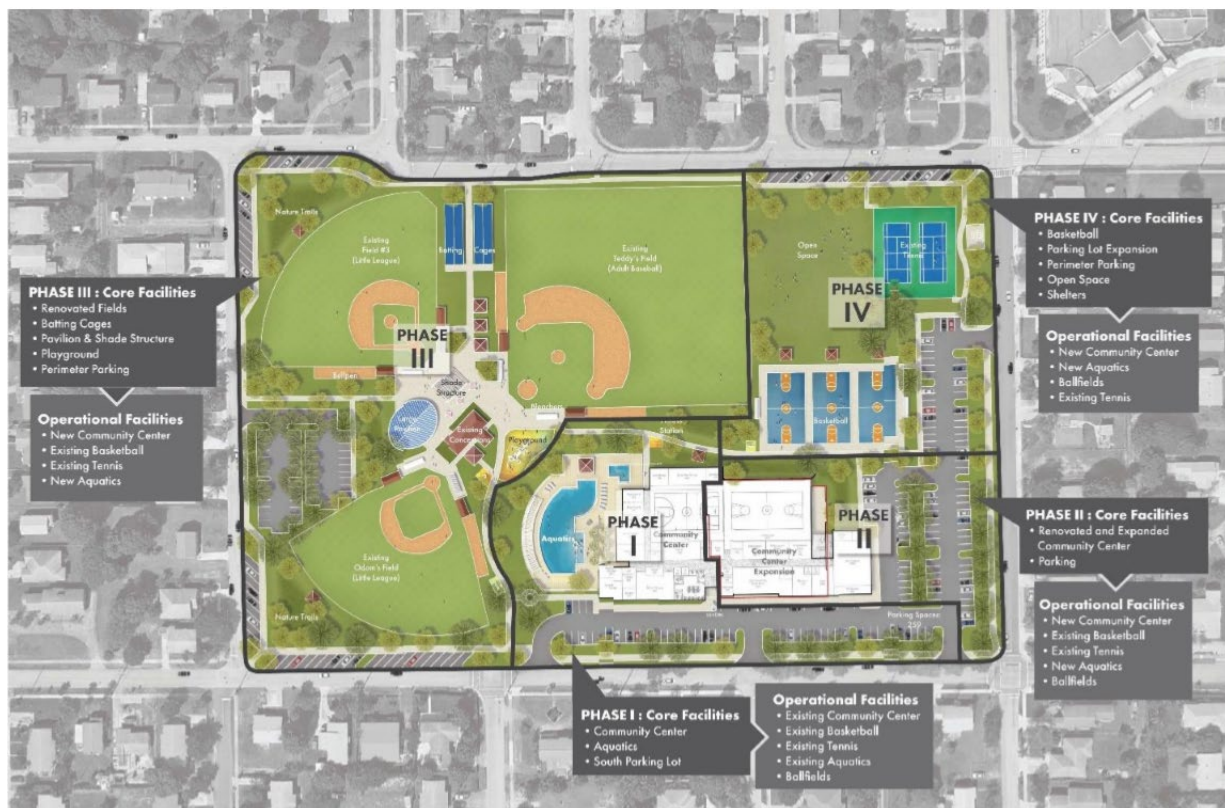 Nature Trails
Existing
Field #3
(Little League)
Batting
Cages
Existing
Teddy's Field
(Adult Baseball)
Open
Space
Existing
Tennis
PHASE
IV
PHASE IV : Core Facilities
• Basketball
• Parking Lot Expansion
• Perimeter Parking
• Open Space
• Shelters
Operational Facilities
• New Community Center
• New Aquatics
• Ballfields
• Existing Tennis
PHASE III : Core Facilities
• Renovated Fields
• Batting Cages
• Pavilion & Shade Structure
• Playground
• Perimeter Parking
Operational Facilities
• New Community Center
• Existing Basketball
• Existing Tennis
• New Aquatics
PHASE
III
Bullpen
Shade
Structure
Pavilion
Existing
Concessions
Bleachers
Playground
Station
Basketball
Existing
Odom's Field
(Little League)
Nature Trails
Aquatics
PHASE
I
Community
Center
PHASE
II
Community
Center
Expansion
Parking Spaces
259
PHASE II : Core Facilities
• Renovated and Expanded
Community Center
• Parking
Operational Facilities
• New Community Center
• Existing Basketball
• Existing Tennis
• New Aquatics
• Ballfields
PHASE I : Core Facilities
• Community Center
• Aquatics
• South Parking Lot
Operational Facilities
• Existing Community Center
• Existing Basketball
• Existing Tennis
• Existing Aquatics
• Ballfields